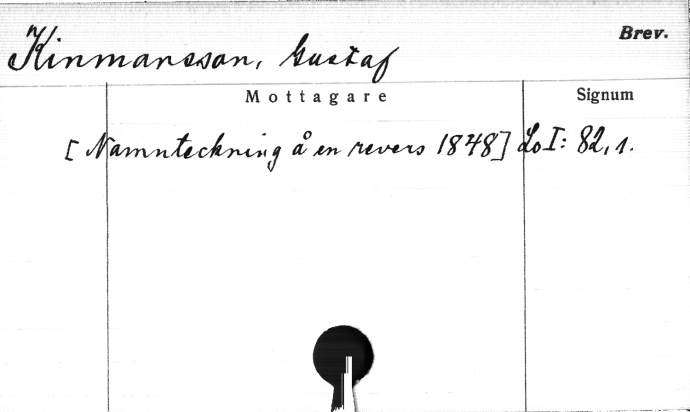 Brev.
Kinmansson, Gustaf
Mottagare Signum
[Namnteckning å en revers 1848] Lo I: 82, 1.